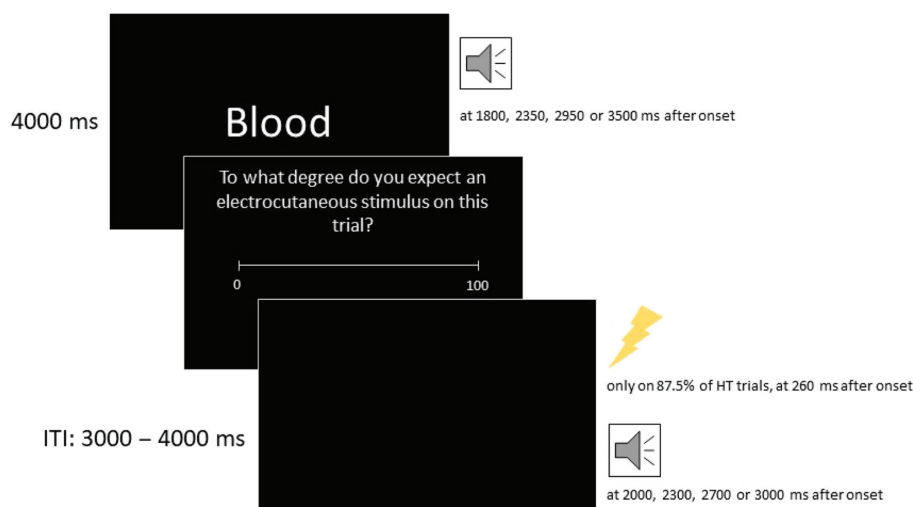 4000 ms
Blood
at 1800, 2350, 2950 or 3500 ms after onset
To what degree do you expect an
electrocutaneous stimulus on this
trial?
0
100
only on 87.5% of HT trials, at 260 ms after onset
ITI: 3000 – 4000 ms
at 2000, 2300, 2700 or 3000 ms after onset